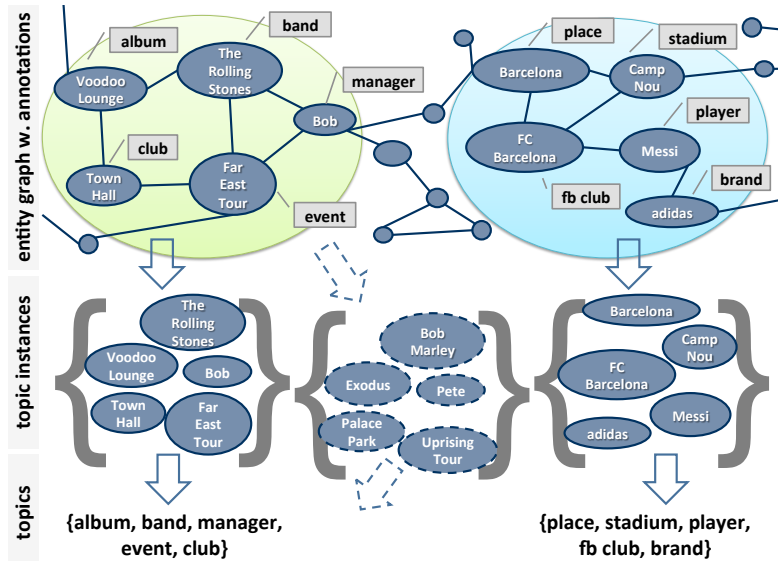 entity graph w. annotations
album
band
manager
club
event
Voodoo
Lounge
The
Rolling
Stones
Bob
Town
Hall
Far
East
Tour
place
stadium
player
brand
fb club
Barcelona
Camp
Nou
FC
Barcelona
Messi
adidas
topic instances
The
Rolling
Stones
Voodoo
Lounge
Bob
Town
Hall
Far
East
Tour
Bob
Marley
Exodus
Pete
Palace
Park
Uprising
Tour
Barcelona
Camp
Nou
FC
Barcelona
Messi
adidas
topics
{album, band, manager,
event, club}
{place, stadium, player,
fb club, brand}